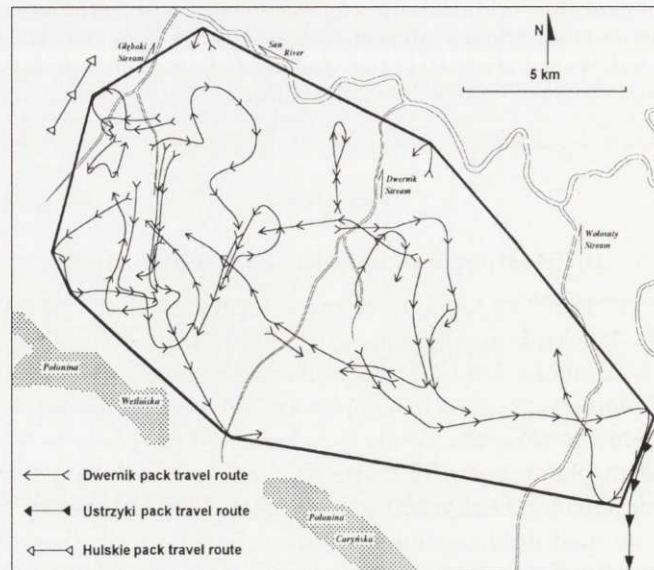 Głęboki
Stream
San
River
N
5 km
Dwernik
Stream
Wołosaty
Stream
Połonina
Wetlińska
Dwernik pack travel route
Ustrzyki pack travel route
Hulskie pack travel route
Połonina
Caryńska